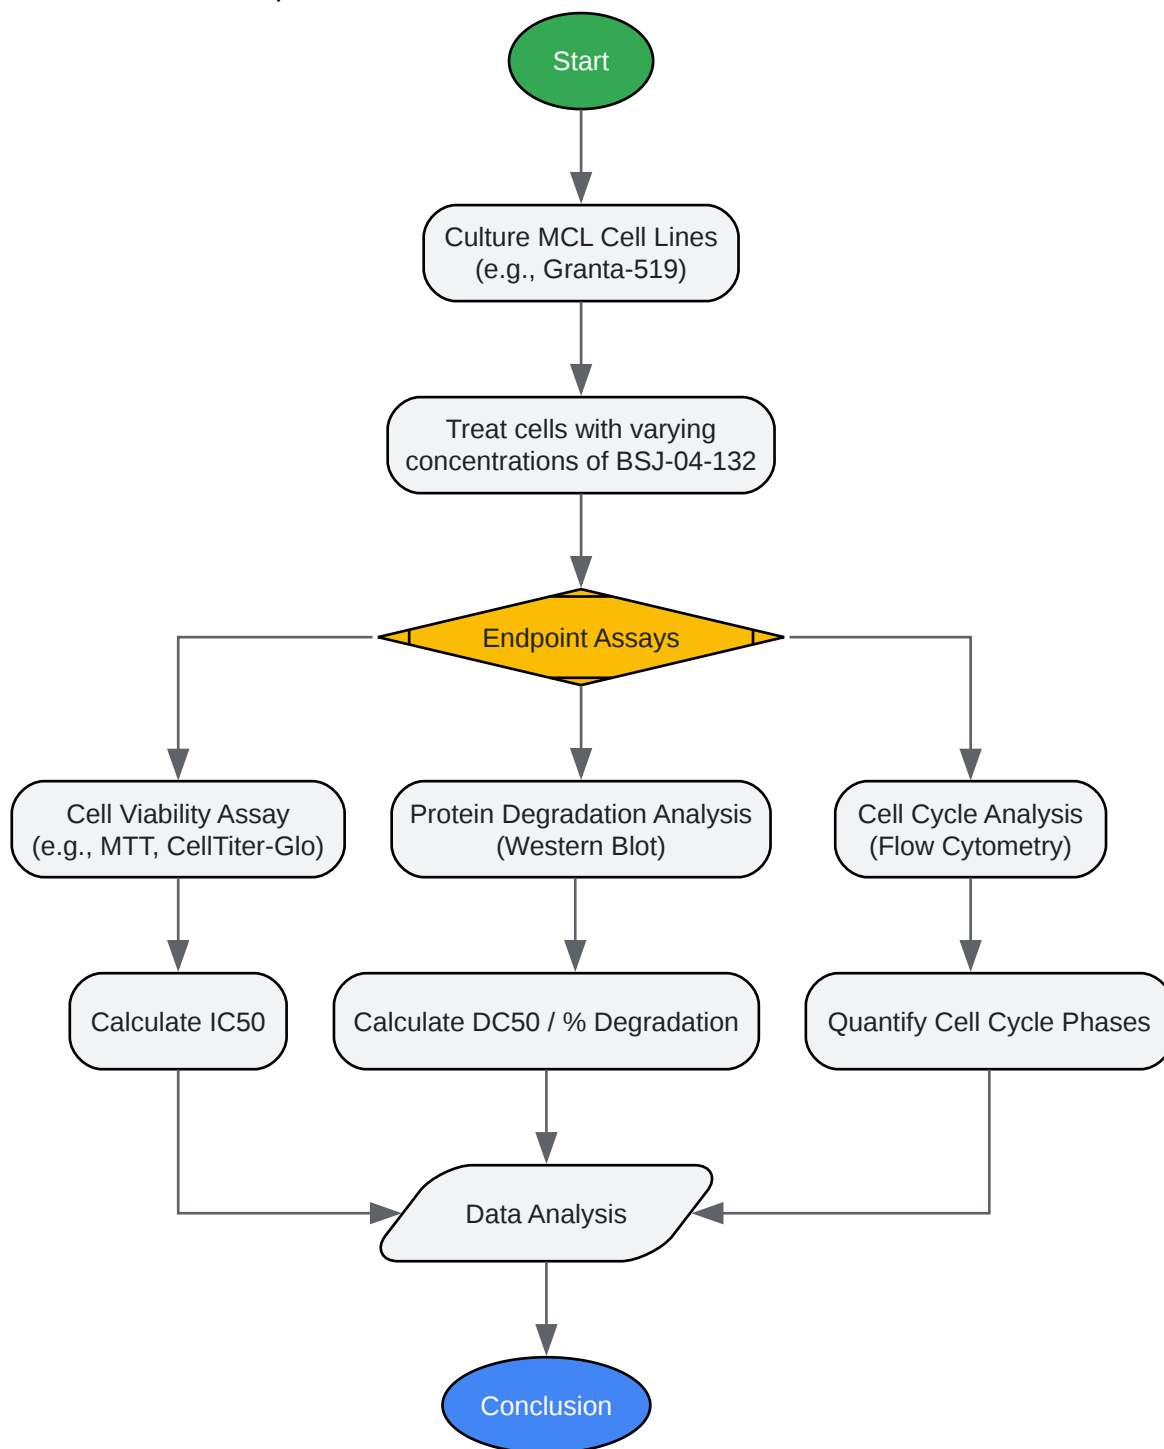 Start
Culture MCL Cell Lines
(e.g., Granta-519)
Treat cells with varying
concentrations of BSJ-04-132
Endpoint Assays
Cell Viability Assay
(e.g., MTT, CellTiter-Glo)
Protein Degradation Analysis
(Western Blot)
Cell Cycle Analysis
(Flow Cytometry)
Calculate IC50
Calculate DC50 / % Degradation
Quantify Cell Cycle Phases
Data Analysis
Conclusion